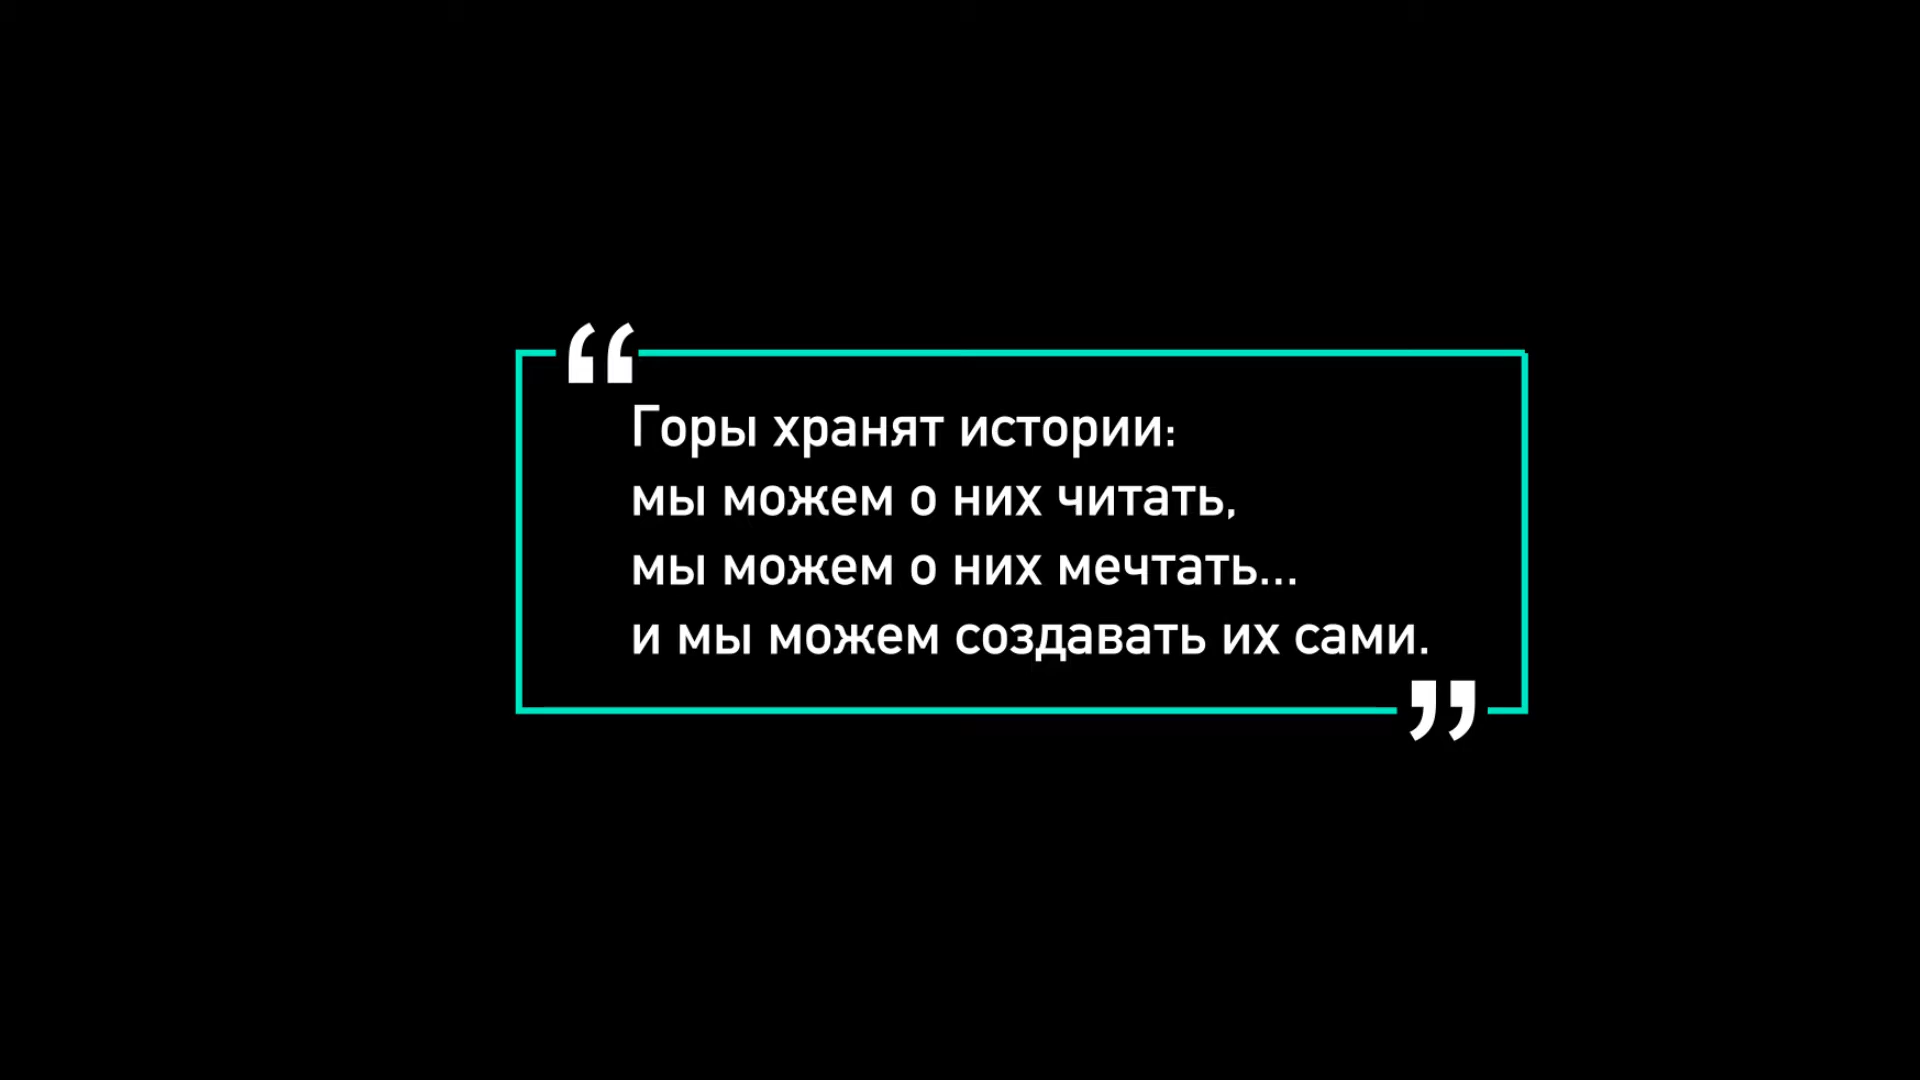 “
Горы хранят истории:
мы можем о них читать,
мы можем о них мечтать...
и мы можем создавать их сами.
”